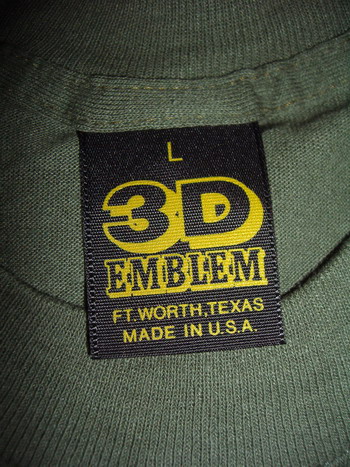 L
3D
EMBLEM
FT. WORTH, TEXAS
MADE IN U.S.A.